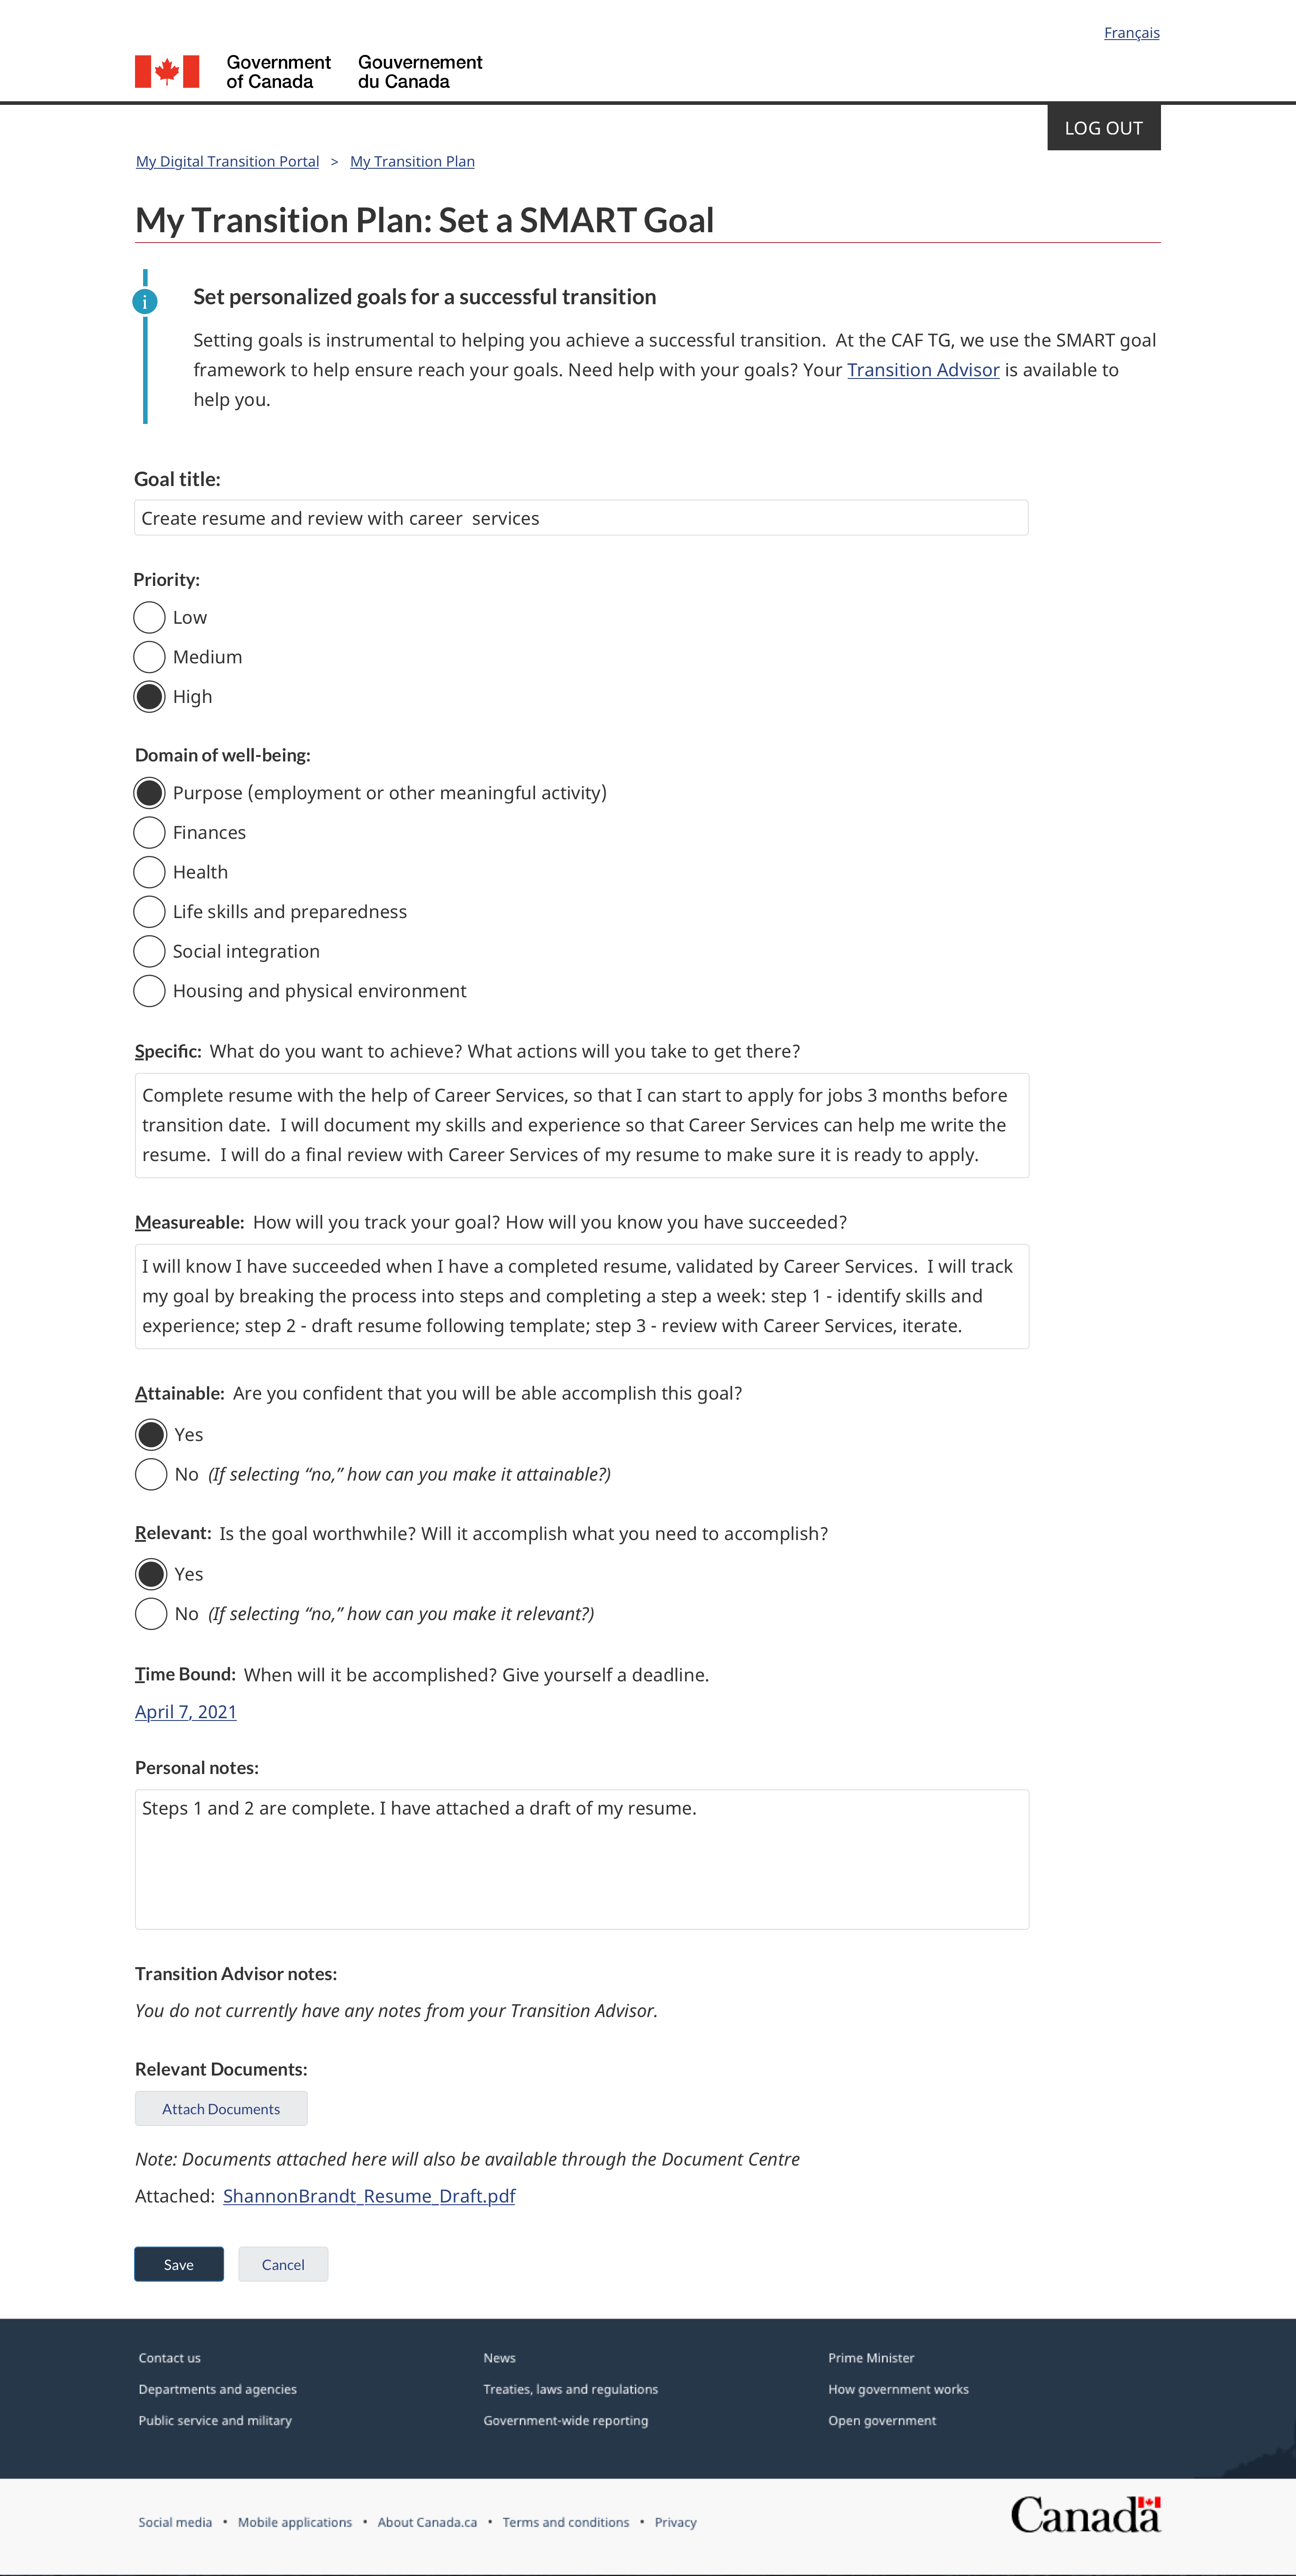 Français
Government of Canada
Gouvernement du Canada
LOG OUT
My Digital Transition Portal > My Transition Plan
My Transition Plan: Set a SMART Goal
i
Set personalized goals for a successful transition
Setting goals is instrumental to helping you achieve a successful transition.  At the CAF TG, we use the SMART goal
framework to help ensure reach your goals. Need help with your goals? Your Transition Advisor is available to
help you.
Goal title:
Create resume and review with career  services
Priority:
Low
Medium
High
Domain of well-being:
Purpose (employment or other meaningful activity)
Finances
Health
Life skills and preparedness
Social integration
Housing and physical environment
Specific: What do you want to achieve? What actions will you take to get there?
Complete resume with the help of Career Services, so that I can start to apply for jobs 3 months before
transition date.  I will document my skills and experience so that Career Services can help me write the
resume.  I will do a final review with Career Services of my resume to make sure it is ready to apply.
Measureable: How will you track your goal? How will you know you have succeeded?
I will know I have succeeded when I have a completed resume, validated by Career Services.  I will track
my goal by breaking the process into steps and completing a step a week: step 1 - identify skills and
experience; step 2 - draft resume following template; step 3 - review with Career Services, iterate.
Attainable: Are you confident that you will be able accomplish this goal?
Yes
No (If selecting “no,” how can you make it attainable?)
Relevant: Is the goal worthwhile? Will it accomplish what you need to accomplish?
Yes
No (If selecting “no,” how can you make it relevant?)
Time Bound: When will it be accomplished? Give yourself a deadline.
April 7, 2021
Personal notes:
Steps 1 and 2 are complete. I have attached a draft of my resume.
Transition Advisor notes:
You do not currently have any notes from your Transition Advisor.
Relevant Documents:
Attach Documents
Note: Documents attached here will also be available through the Document Centre
Attached: ShannonBrandt_Resume_Draft.pdf
Save Cancel
Contact us News Prime Minister
Departments and agencies Treaties, laws and regulations How government works
Public service and military Government-wide reporting Open government
Social media • Mobile applications • About Canada.ca • Terms and conditions • Privacy
Canada